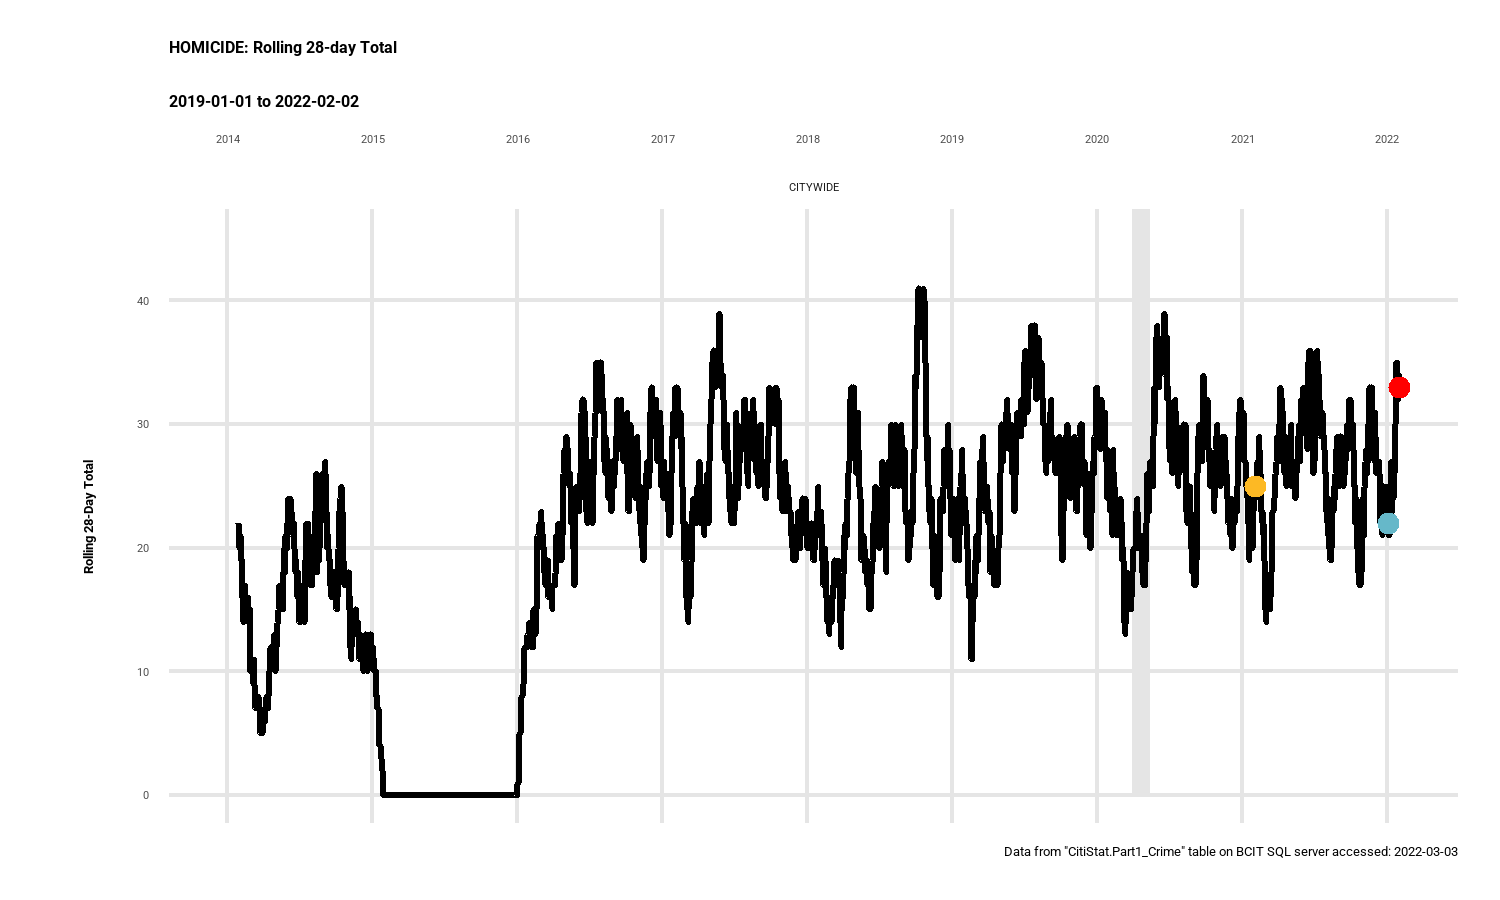 HOMICIDE: Rolling 28-day Total
2019-01-01 to 2022-02-02
2014 2015 2016 2017 2018 2019 2020 2021 2022
CITYWIDE
Rolling 28-Day Total
40
30
20
10
0
Data from "CitiStat.Part1_Crime" table on BCIT SQL server accessed: 2022-03-03